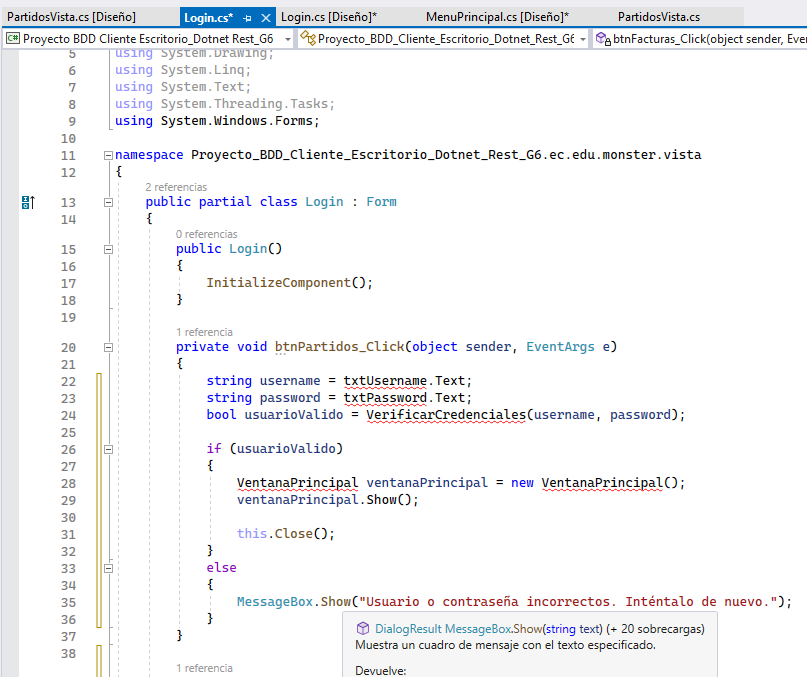 PartidosVista.cs [Diseño]
Login.cs*
Login.cs [Diseño]*
MenuPrincipal.cs [Diseño]*
PartidosVista.cs
C# Proyecto BDD Cliente Escritorio_Dotnet Rest_G6
Proyecto_BDD_Cliente_Escritorio_Dotnet_Rest_G6
btnFacturas_Click(object sender, Even
5 using System.Drawing;
6 using System.Linq;
7 using System.Text;
8 using System.Threading.Tasks;
9 using System.Windows.Forms;
10
11 namespace Proyecto_BDD_Cliente_Escritorio_Dotnet_Rest_G6.ec.edu.monster.vista
12 {
2 referencias
13 public partial class Login : Form
14 {
0 referencias
15 public Login()
16 {
17 InitializeComponent();
18 }
19
1 referencia
20 private void btnPartidos_Click(object sender, EventArgs e)
21 {
22 string username = txtUsername.Text;
23 string password = txtPassword.Text;
24 bool usuarioValido = VerificarCredenciales(username, password);
25
26 if (usuarioValido)
27 {
28 VentanaPrincipal ventanaPrincipal = new VentanaPrincipal();
29 ventanaPrincipal.Show();
30
31 this.Close();
32 }
33 else
34 {
35 MessageBox.Show("Usuario o contraseña incorrectos. Inténtalo de nuevo.");
36 }
37 }
38
DialogResult MessageBox.Show(string text) (+ 20 sobrecargas)
Muestra un cuadro de mensaje con el texto especificado.
Devuelve:
1 referencia